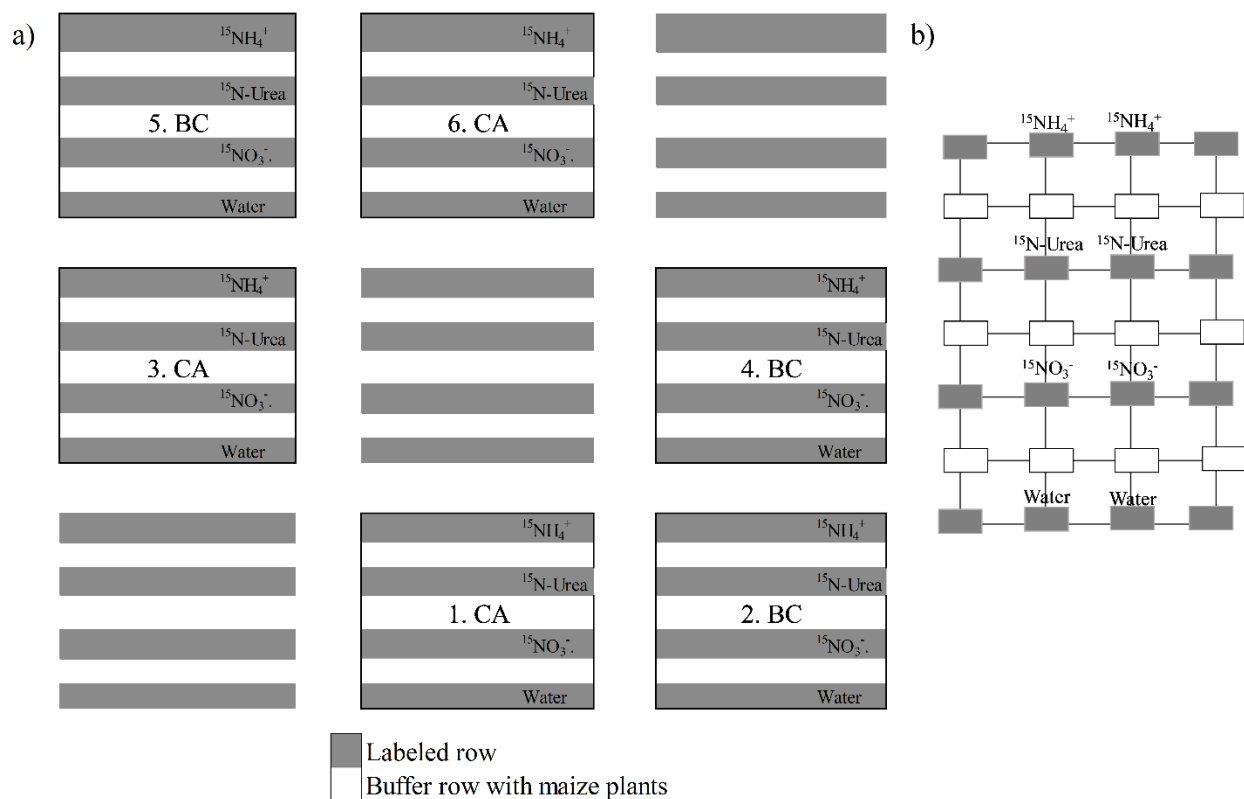 a)
¹⁵NH₄⁺
¹⁵N-Urea
5. BC
¹⁵NO₃⁻.
Water
¹⁵NH₄⁺
¹⁵N-Urea
6. CA
¹⁵NO₃⁻.
Water
¹⁵NH₄⁺
¹⁵N-Urea
3. CA
¹⁵NO₃⁻.
Water
¹⁵NH₄⁺
¹⁵N-Urea
4. BC
¹⁵NO₃⁻.
Water
¹⁵NH₄⁺
¹⁵N-Urea
1. CA
¹⁵NO₃⁻.
Water
¹⁵NH₄⁺
¹⁵N-Urea
2. BC
¹⁵NO₃⁻.
Water
Labeled row
Buffer row with maize plants
b)
¹⁵NH₄⁺ ¹⁵NH₄⁺
¹⁵N-Urea ¹⁵N-Urea
¹⁵NO₃⁻ ¹⁵NO₃⁻
Water Water